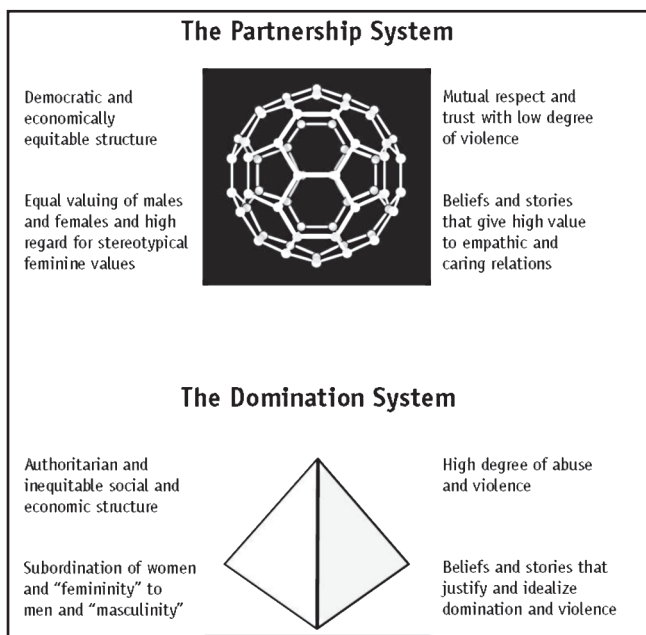 The Partnership System
Democratic and
economically
equitable structure
Equal valuing of males
and females and high
regard for stereotypical
feminine values
Mutual respect and
trust with low degree
of violence
Beliefs and stories
that give high value
to empathic and
caring relations
The Domination System
Authoritarian and
inequitable social and
economic structure
Subordination of women
and “femininity” to
men and “masculinity”
High degree of abuse
and violence
Beliefs and stories that
justify and idealize
domination and violence